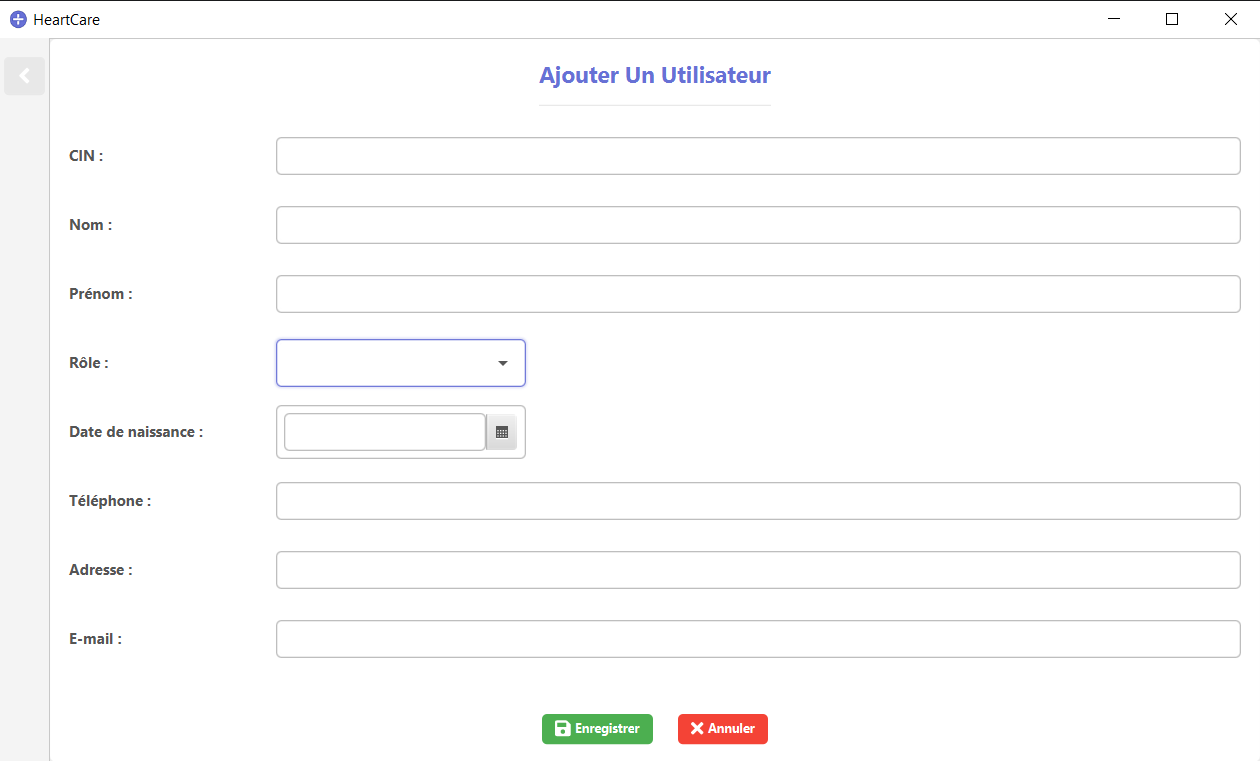 HeartCare
Ajouter Un Utilisateur
CIN :
Nom :
Prénom :
Rôle :
Date de naissance :
Téléphone :
Adresse :
E-mail :
Enregistrer
Annuler